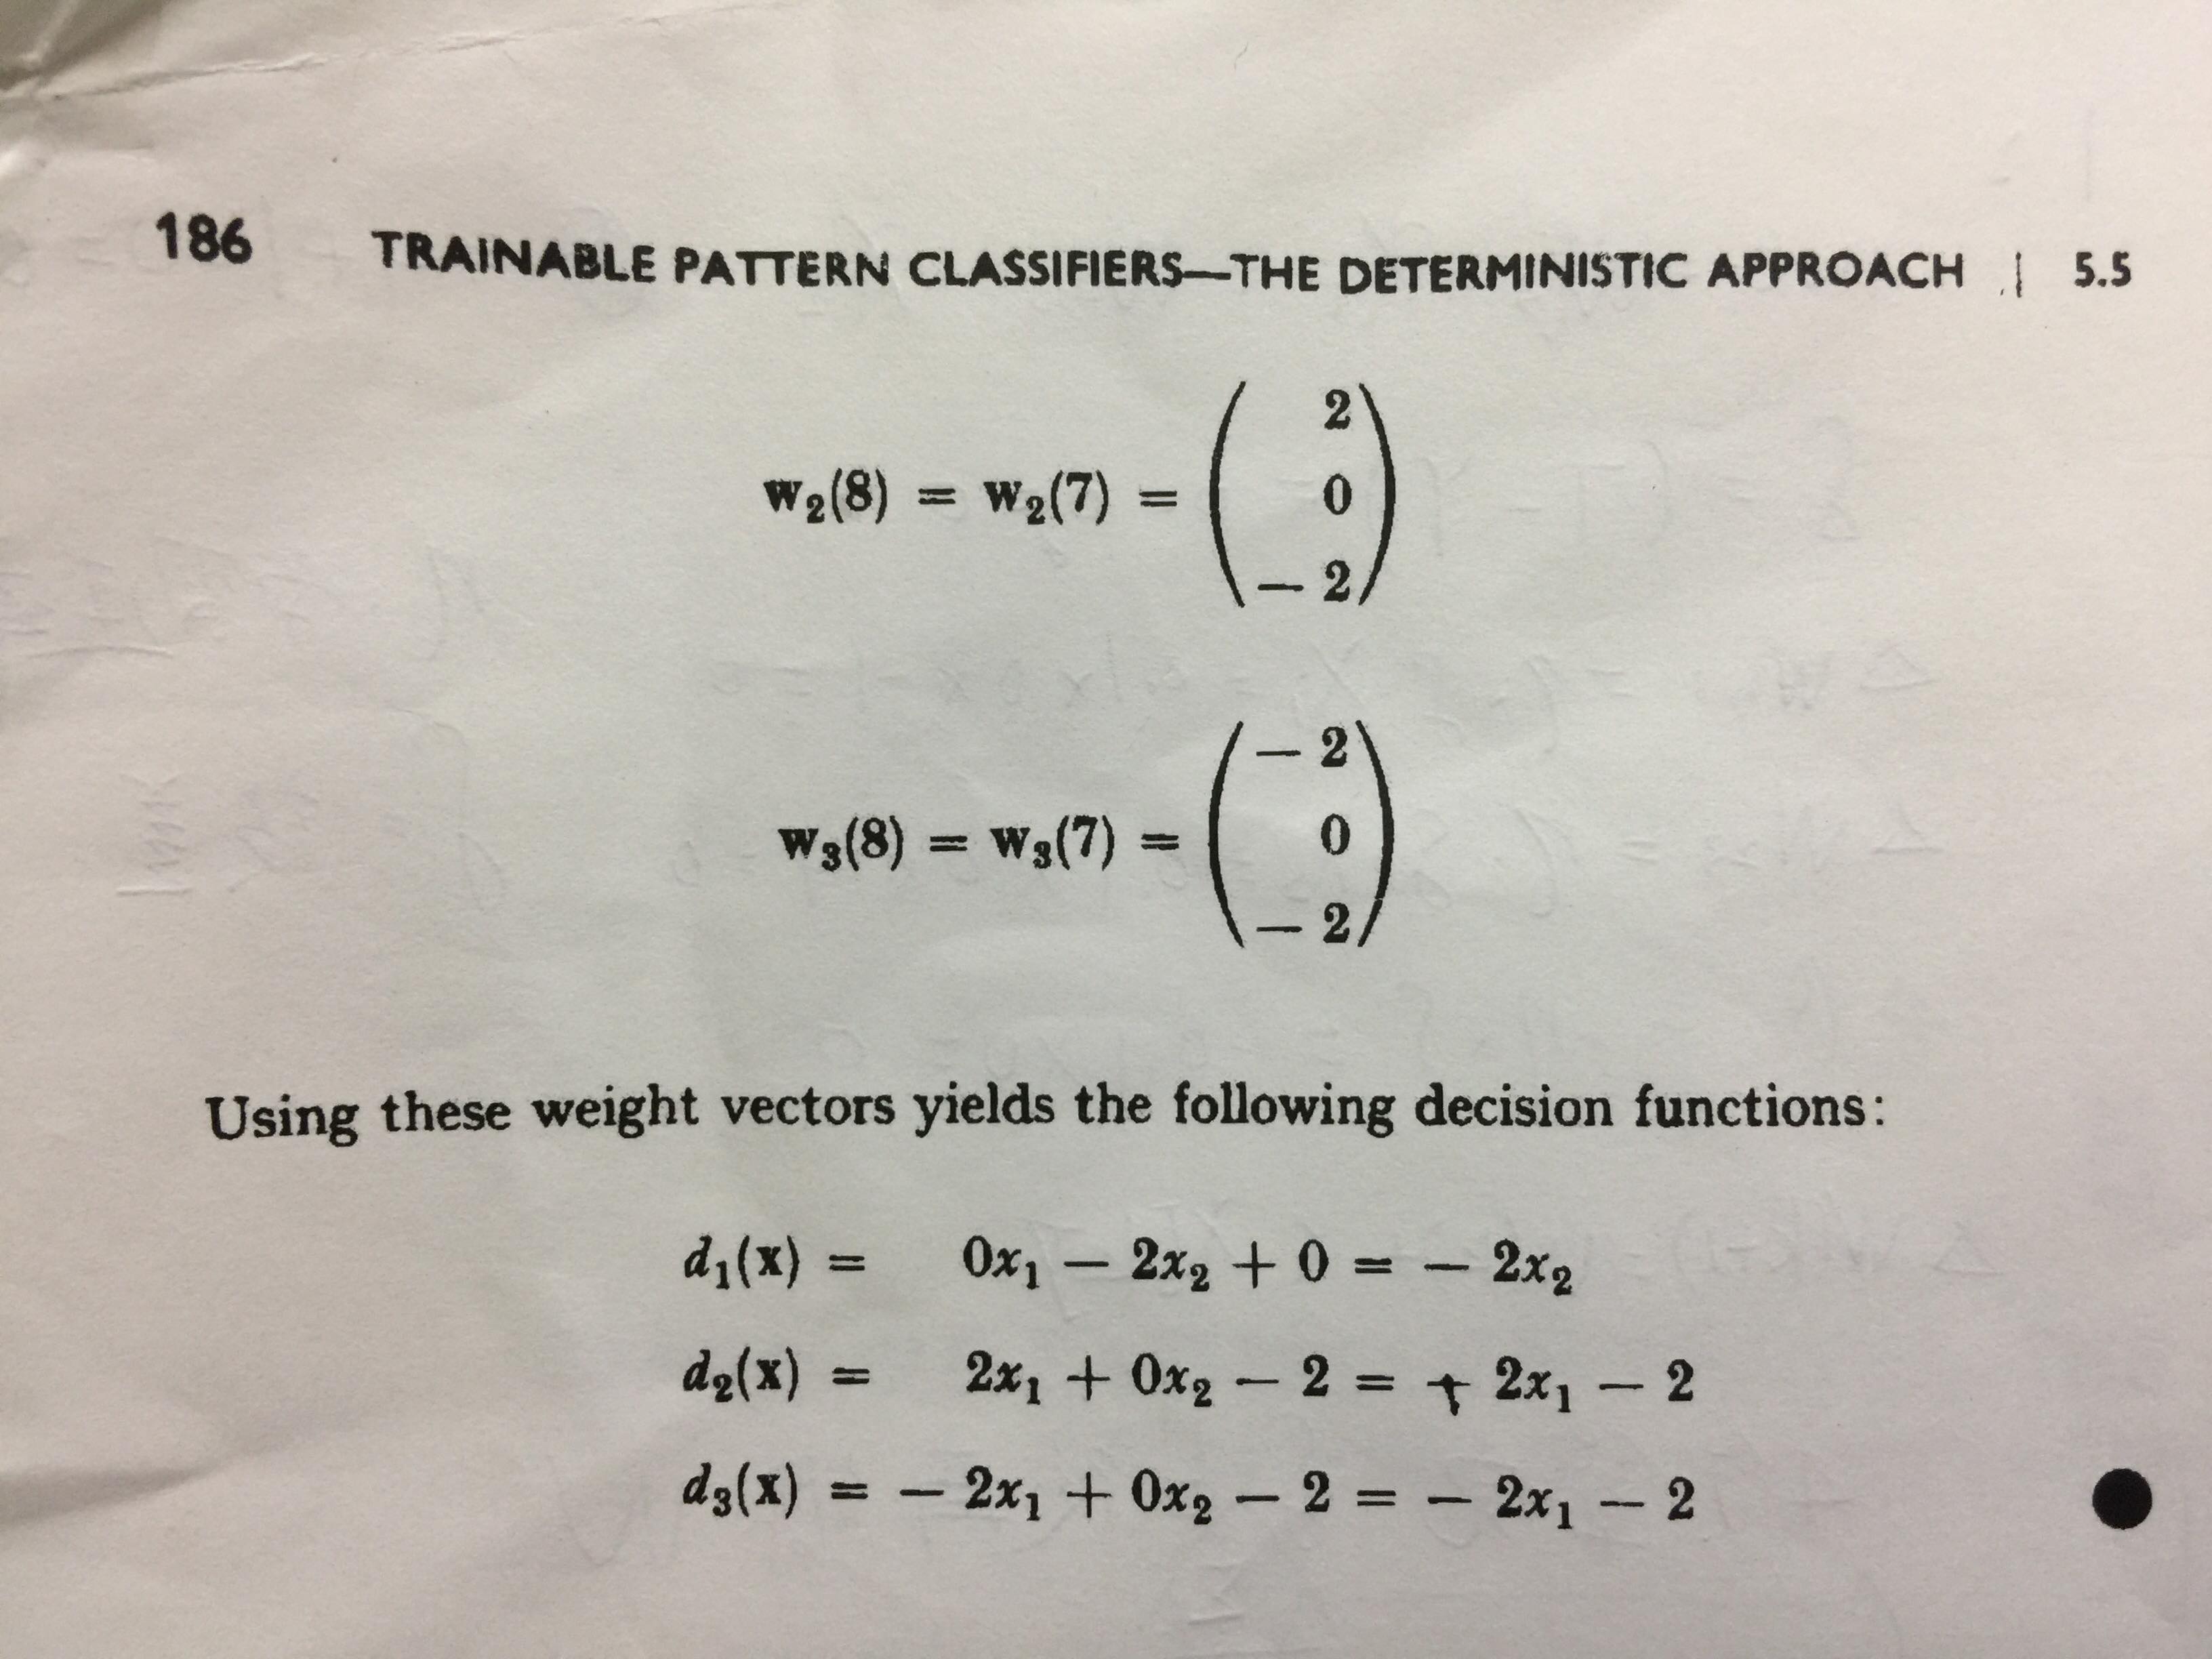 186 TRAINABLE PATTERN CLASSIFIERS—THE DETERMINISTIC APPROACH | 5.5
w₂(8) = w₂(7) = ( 2 0 − 2 )
w₃(8) = w₃(7) = ( − 2 0 − 2 )
Using these weight vectors yields the following decision functions:
d₁(x) = 0x₁ − 2x₂ + 0 = − 2x₂
d₂(x) = 2x₁ + 0x₂ − 2 = + 2x₁ − 2
d₃(x) = − 2x₁ + 0x₂ − 2 = − 2x₁ − 2